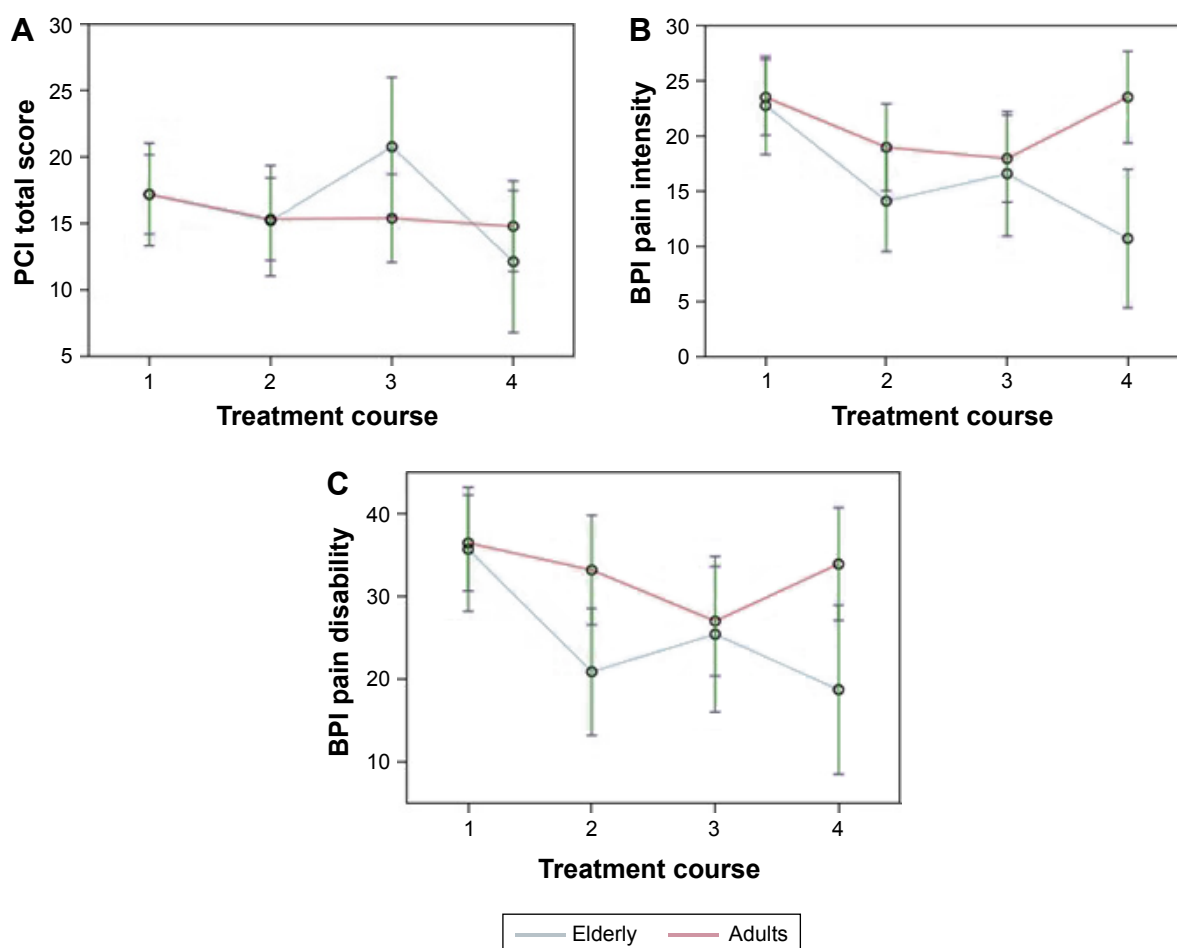 A
PCI total score
30
25
20
15
10
5
1 2 3 4
Treatment course
B
BPI pain intensity
30
25
20
15
10
5
0
1 2 3 4
Treatment course
C
BPI pain disability
40
30
20
10
1 2 3 4
Treatment course
Elderly Adults